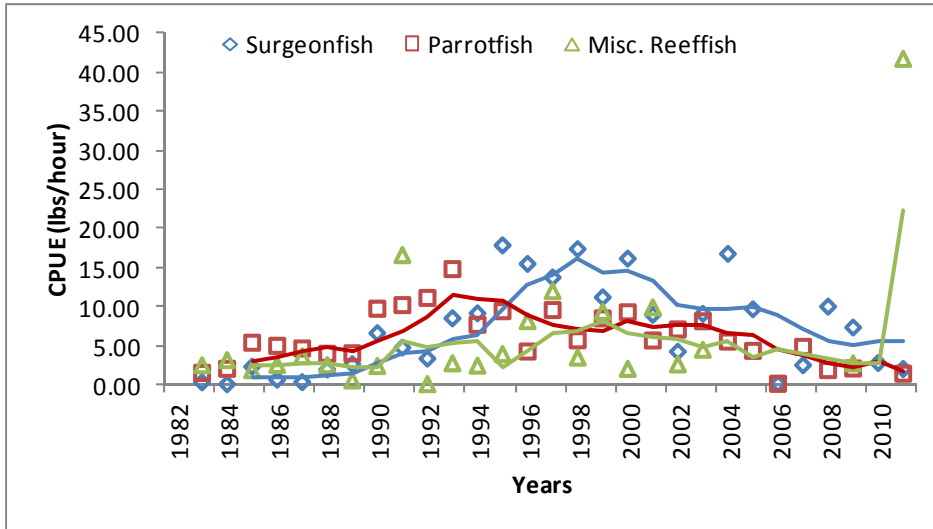 Surgeonfish Parrotfish Misc. Reeffish
45.00
40.00
35.00
30.00
25.00
20.00
15.00
10.00
5.00
0.00
CPUE (lbs/hour)
1982 1984 1986 1988 1990 1992 1994 1996 1998 2000 2002 2004 2006 2008 2010
Years